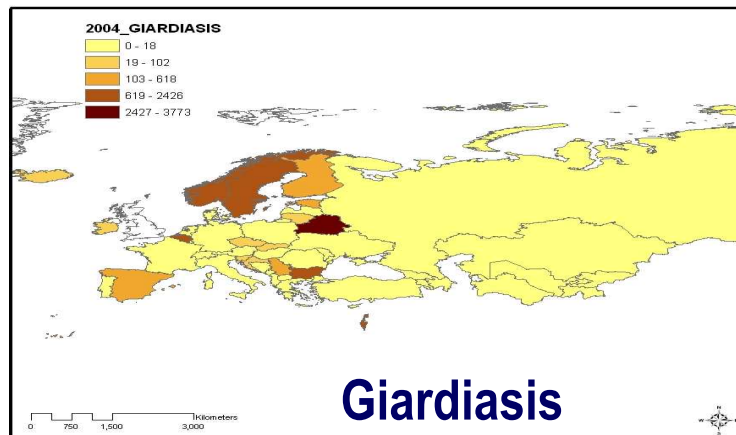 2004_GIARDIASIS
0 - 18
19 - 102
103 - 618
619 - 2426
2427 - 3773
Giardiasis
Kilometers
0 750 1,500 3,000
N
S